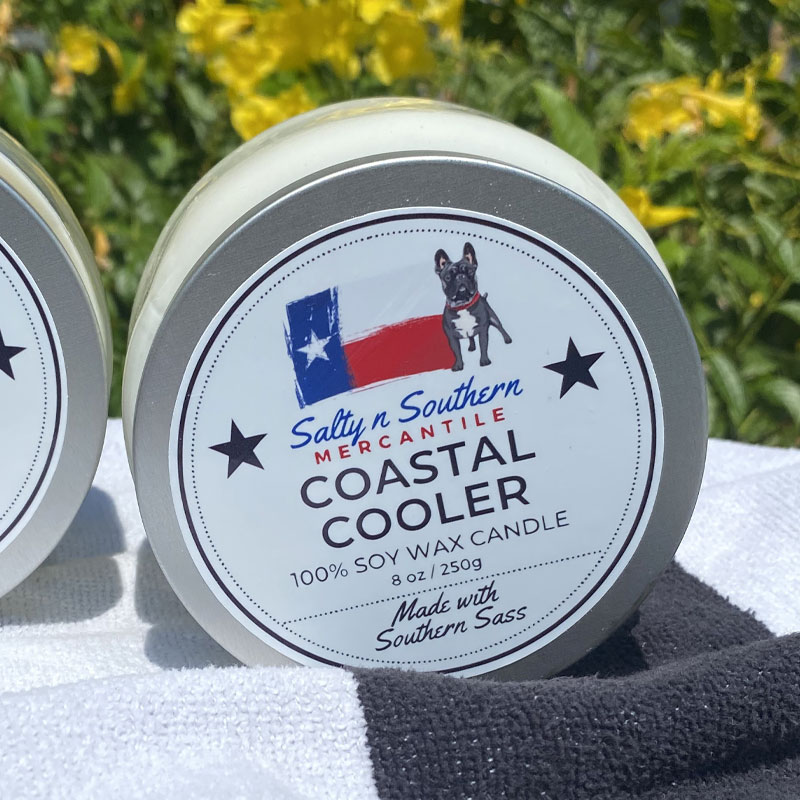 Salty n Southern
MERCANTILE
COASTAL
COOLER
100% SOY WAX CANDLE
8 oz / 250g
Made with
Southern Sass